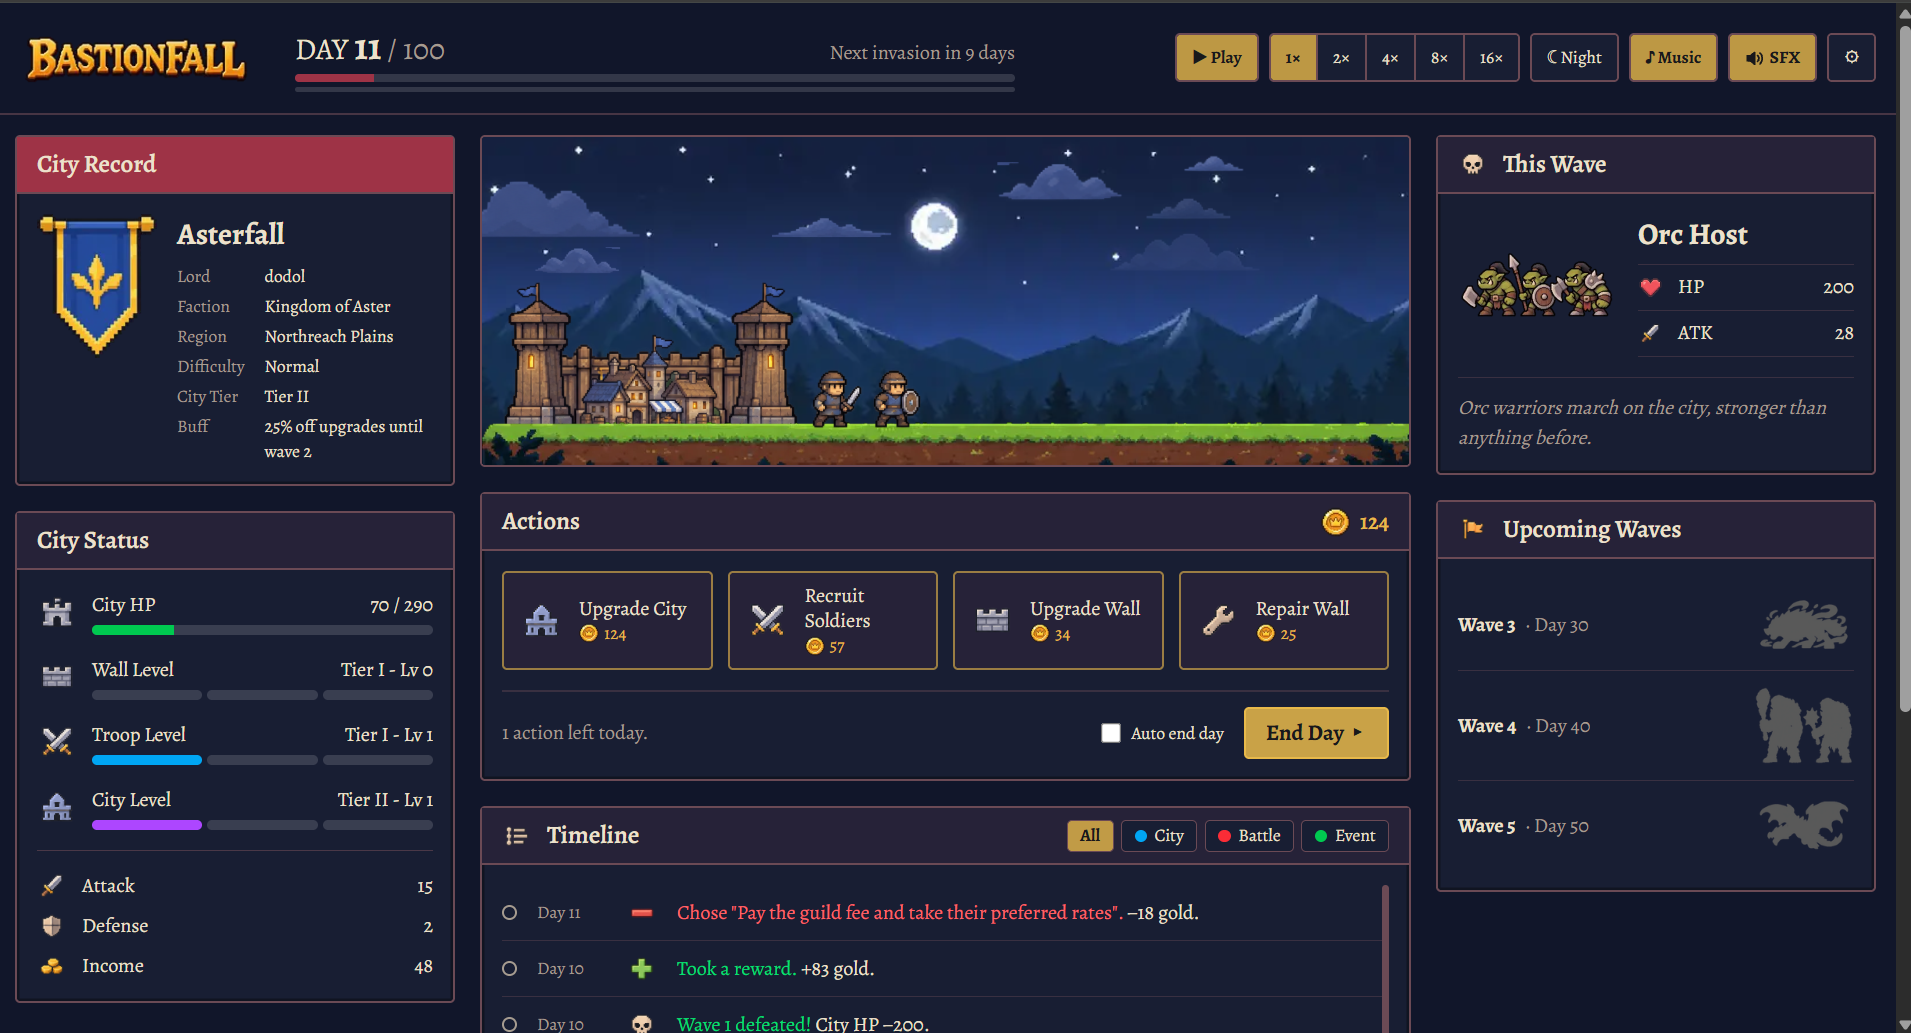 BASTIONFALL
DAY 11 / 100
Next invasion in 9 days
Play
1×
2×
4×
8×
16×
Night
Music
SFX
City Record
Asterfall
Lord dodol
Faction Kingdom of Aster
Region Northreach Plains
Difficulty Normal
City Tier Tier II
Buff 25% off upgrades until
wave 2
City Status
City HP 70 / 290
Wall Level Tier I - Lv 0
Troop Level Tier I - Lv 1
City Level Tier II - Lv 1
Attack 15
Defense 2
Income 48
Actions 124
Upgrade City
124
Recruit
Soldiers
57
Upgrade Wall
34
Repair Wall
25
1 action left today.
Auto end day
End Day
Timeline
All
City
Battle
Event
Day 11 Chose "Pay the guild fee and take their preferred rates". –18 gold.
Day 10 Took a reward. +83 gold.
Day 10 Wave 1 defeated! City HP –200.
This Wave
Orc Host
HP 200
ATK 28
Orc warriors march on the city, stronger than
anything before.
Upcoming Waves
Wave 3 · Day 30
Wave 4 · Day 40
Wave 5 · Day 50